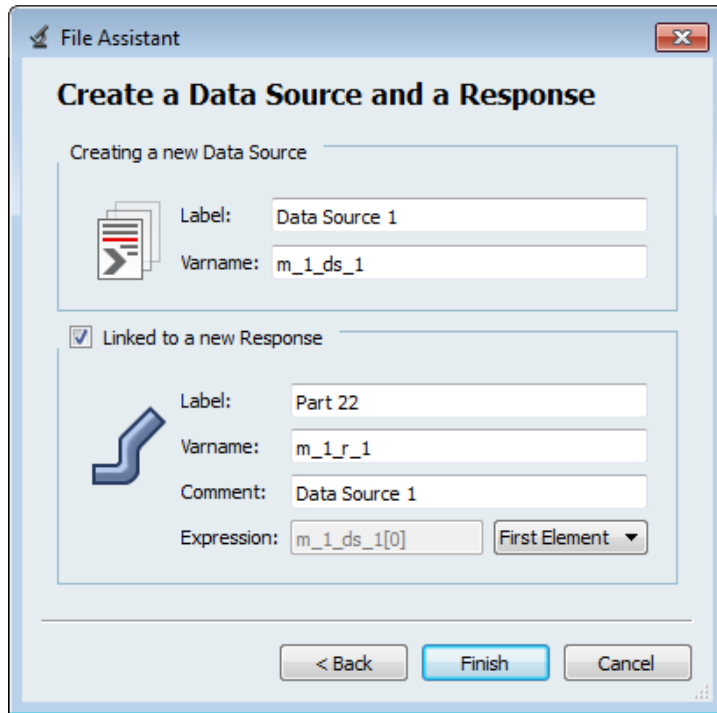 File Assistant
Create a Data Source and a Response
Creating a new Data Source
Label: Data Source 1
Varname: m_1_ds_1
Linked to a new Response
Label: Part 22
Varname: m_1_r_1
Comment: Data Source 1
Expression: m_1_ds_1[0] First Element
< Back Finish Cancel